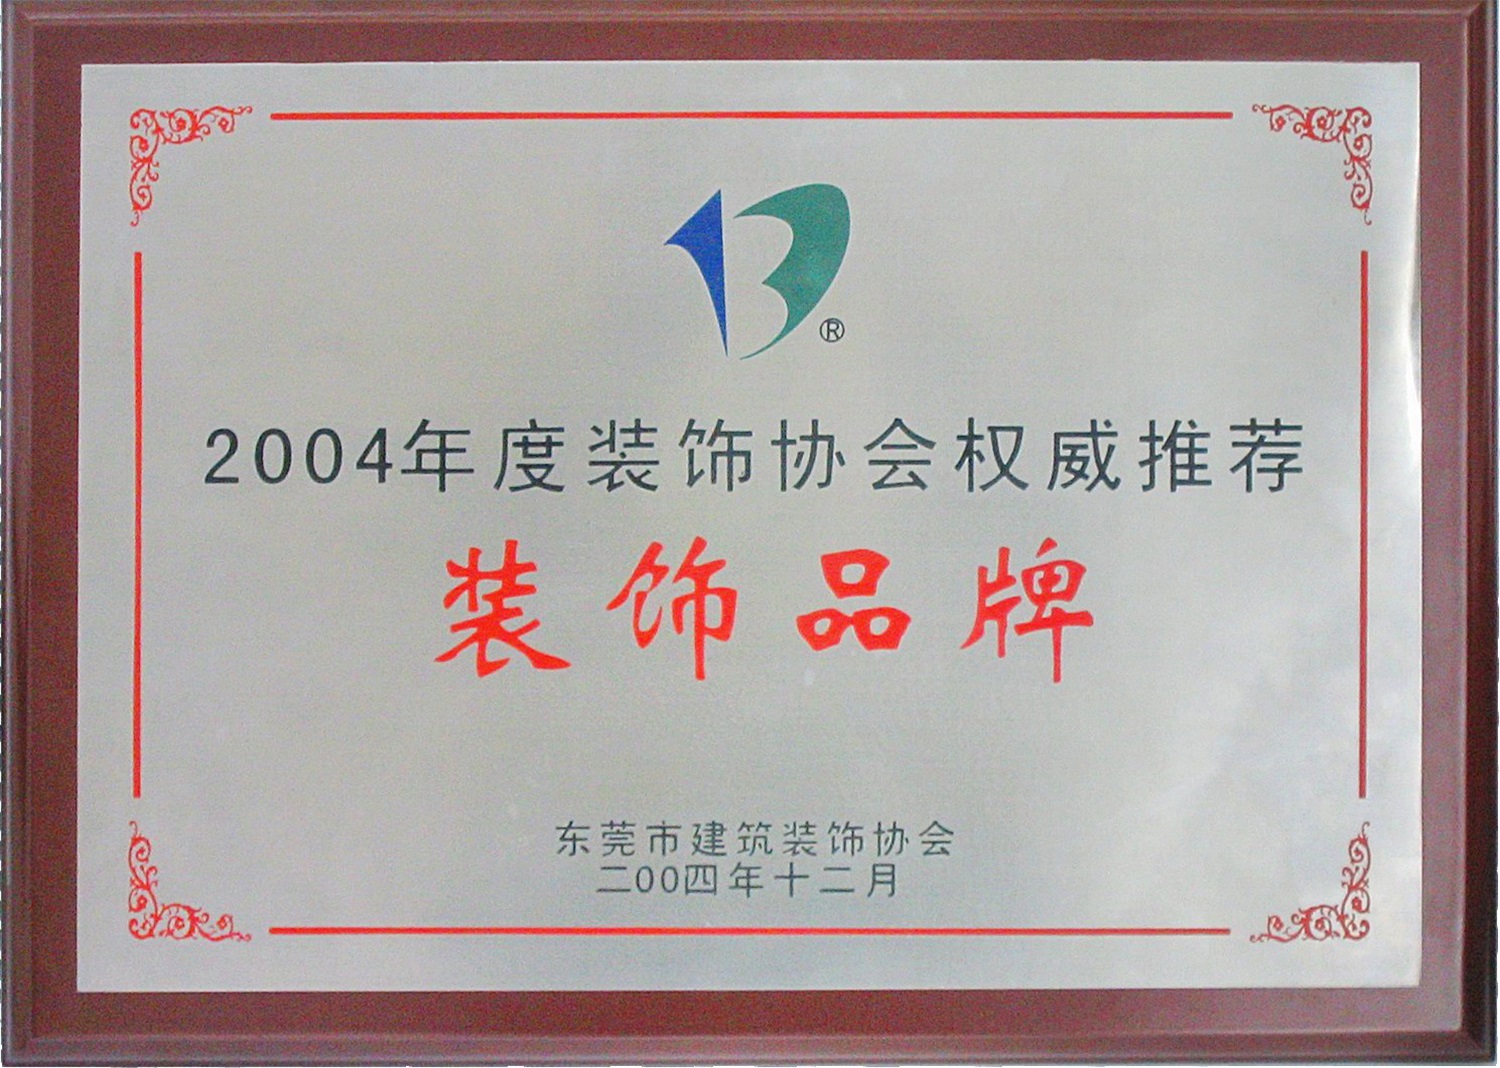 ®
2004年度装饰协会权威推荐
装饰品牌
东莞市建筑装饰协会
二00四年十二月